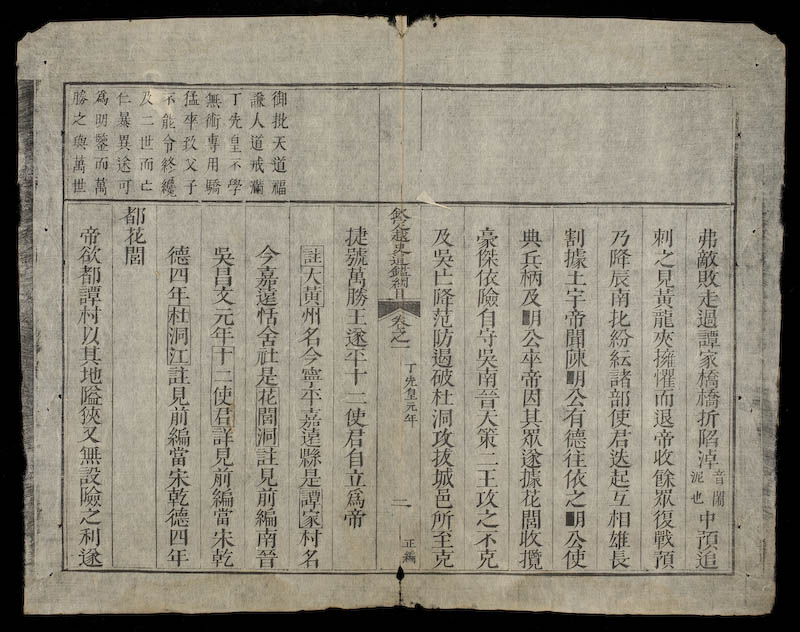 弗敵敗走過譚家橋橋折陷淖音閙泥也中預追
刺之見黃龍夾擁懼而退帝收餘眾復戰預
乃降辰南北紛紜諸部使君迭起互相雄長
割據土宇帝聞陳明公有德往依之明公使
典兵柄及明公卒帝因其眾遂據花閭收攬
豪傑依險自守吳南晉天策二王攻之不克
及吳亡降范防遏破杜洞攻拔城邑所至克
欽定越史通鑑綱目 卷之一 丁先皇元年 二 正編
御批天道福
謙人道戒滿
丁先皇不學
無術專用驕
猛卒致父子
不能令終纔
及二世而亡
仁暴異途可
爲明鑒而萬
勝之與萬世
捷號萬勝王遂平十二使君自立爲帝
註大黃州名今寧平嘉遠縣是譚家村名
今嘉遠恬舍社是花閭洞註見前編南晉
吳昌文元年十二使君詳見前編當宋乾
德四年杜洞江註見前編當宋乾德四年
都花閭
帝欲都譚村以其地隘狹又無設險之利遂